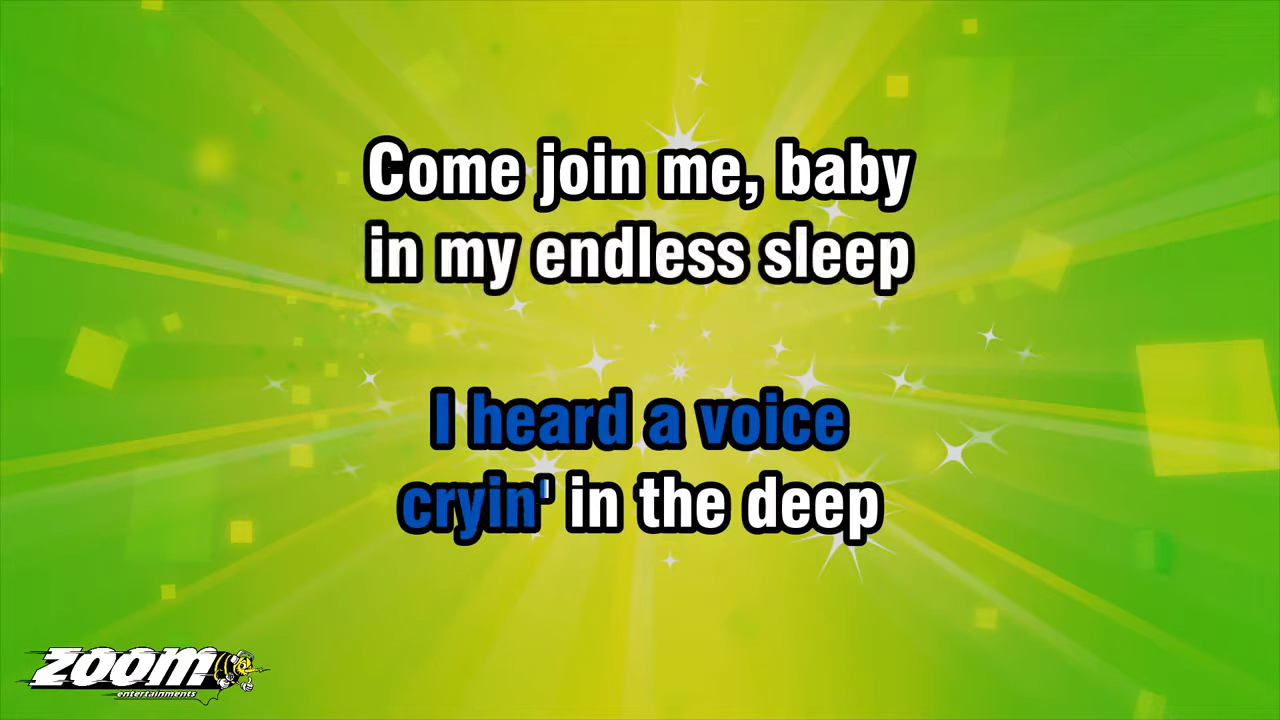 Come join me, baby
in my endless sleep
I heard a voice
cryin' in the deep
ZOOM
entertainments